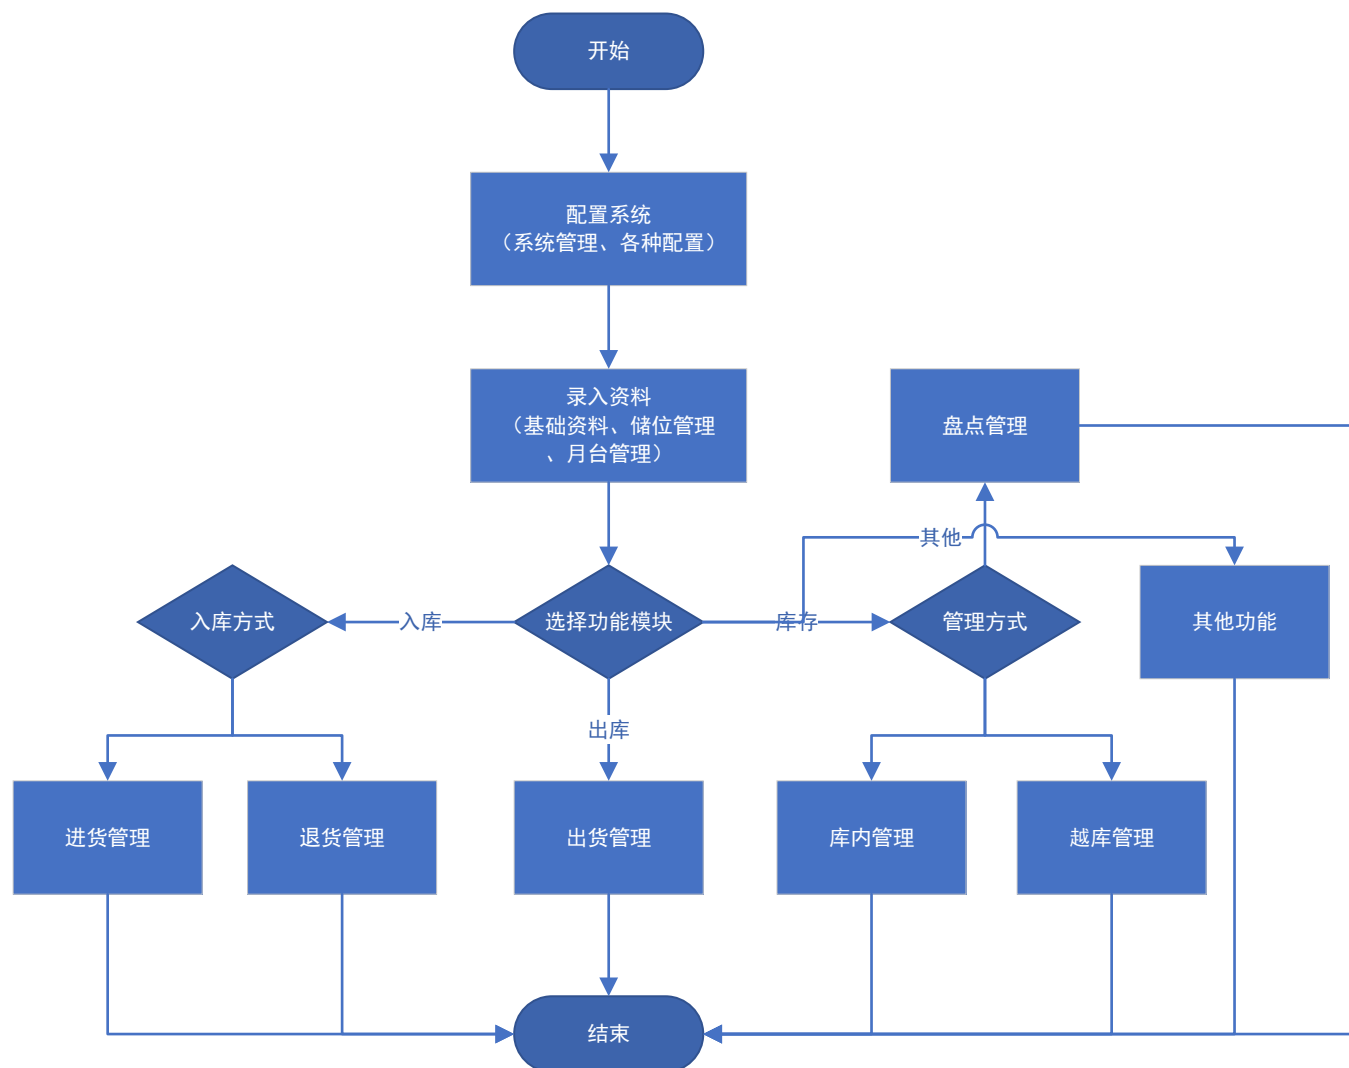 开始
配置系统
（系统管理、各种配置）
录入资料
（基础资料、储位管理
、月台管理）
盘点管理
其他
入库方式
入库
选择功能模块
库存
管理方式
其他功能
出库
进货管理
退货管理
出货管理
库内管理
越库管理
结束